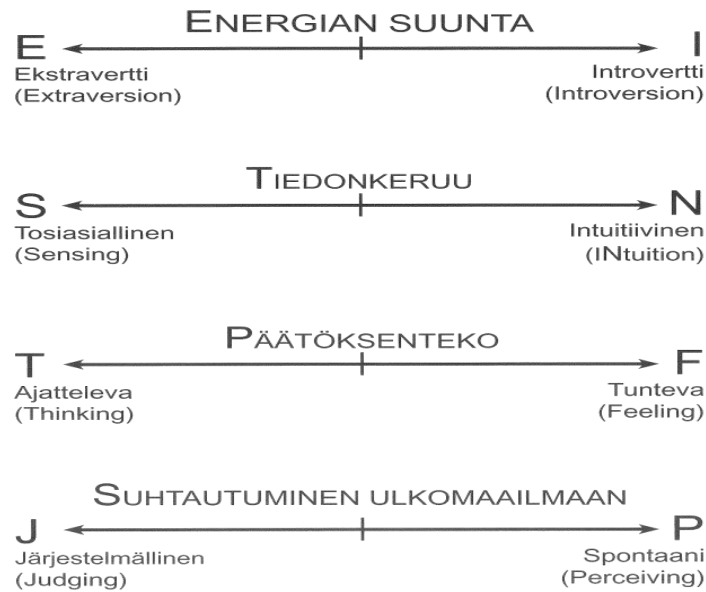 ENERGIAN SUUNTA
E I
Ekstravertti Introvertti
(Extraversion) (Introversion)
TIEDONKERUU
S N
Tosiasiallinen Intuitiivinen
(Sensing) (INtuition)
PÄÄTÖKSENTEKO
T F
Ajatteleva Tunteva
(Thinking) (Feeling)
SUHTAUTUMINEN ULKOMAAILMAAN
J P
Järjestelmällinen Spontaani
(Judging) (Perceiving)